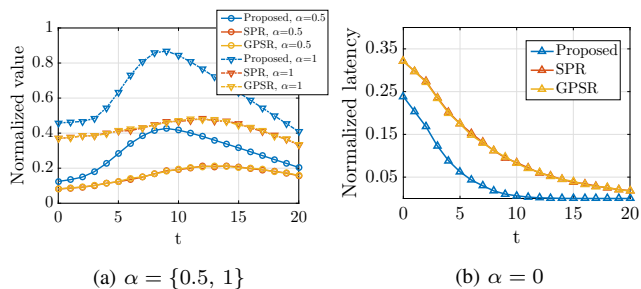 Normalized value
1
0.8
0.6
0.4
0.2
0
0 5 10 15 20
t
Proposed, α=0.5
SPR, α=0.5
GPSR, α=0.5
Proposed, α=1
SPR, α=1
GPSR, α=1
(a) α = {0.5, 1}
Normalized latency
0.35
0.25
0.15
0.05
0 5 10 15 20
t
Proposed
SPR
GPSR
(b) α = 0